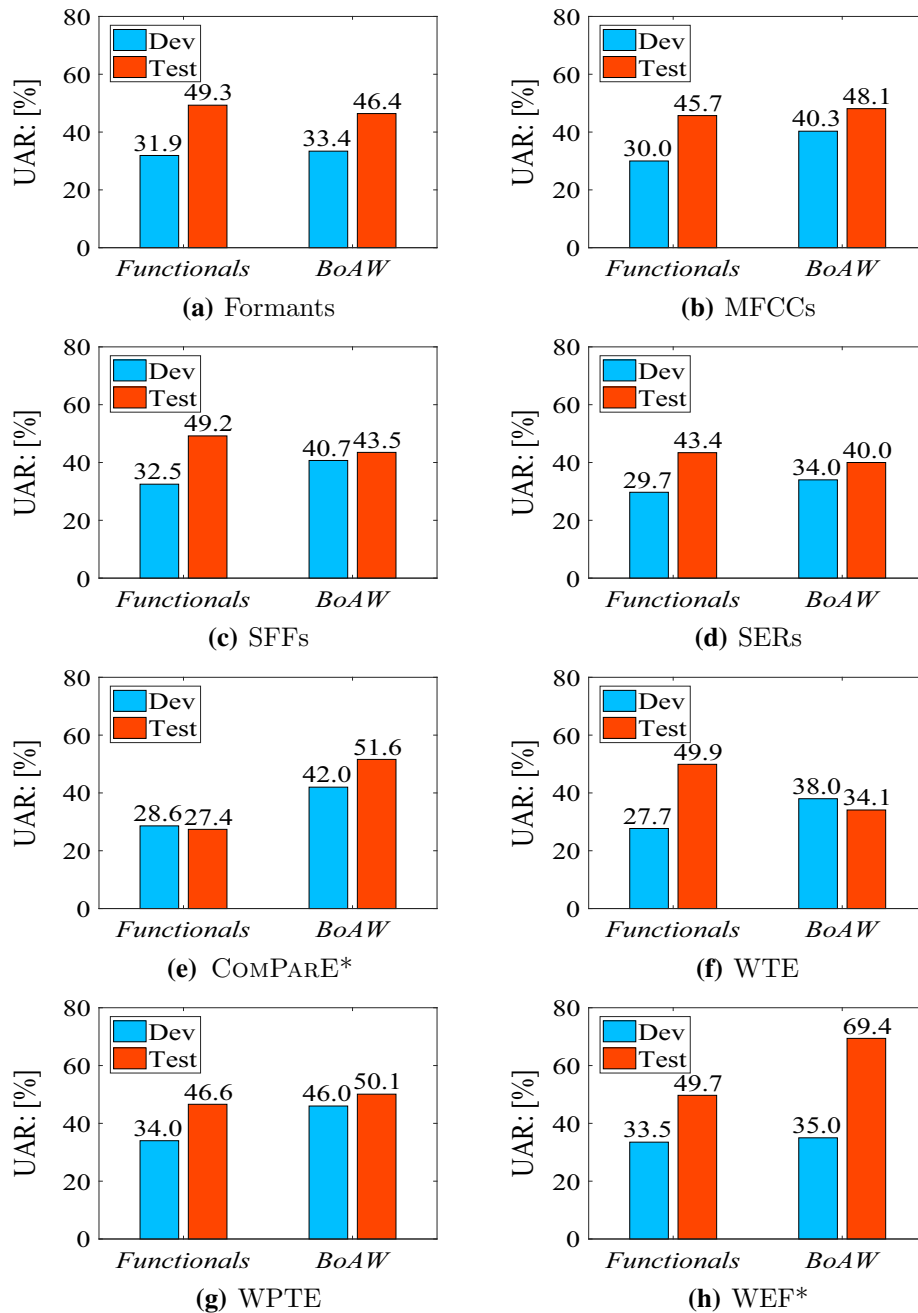 80
60
40
20
0
UAR: [%]
Dev
Test
31.9
49.3
33.4
46.4
Functionals
BoAW
(a) Formants
80
60
40
20
0
UAR: [%]
Dev
Test
30.0
45.7
40.3
48.1
Functionals
BoAW
(b) MFCCs
80
60
40
20
0
UAR: [%]
Dev
Test
32.5
49.2
40.7
43.5
Functionals
BoAW
(c) SFFs
80
60
40
20
0
UAR: [%]
Dev
Test
29.7
43.4
34.0
40.0
Functionals
BoAW
(d) SERs
80
60
40
20
0
UAR: [%]
Dev
Test
28.6
27.4
42.0
51.6
Functionals
BoAW
(e) COMPARE*
80
60
40
20
0
UAR: [%]
Dev
Test
27.7
49.9
38.0
34.1
Functionals
BoAW
(f) WTE
80
60
40
20
0
UAR: [%]
Dev
Test
34.0
46.6
46.0
50.1
Functionals
BoAW
(g) WPTE
80
60
40
20
0
UAR: [%]
Dev
Test
33.5
49.7
35.0
69.4
Functionals
BoAW
(h) WEF*